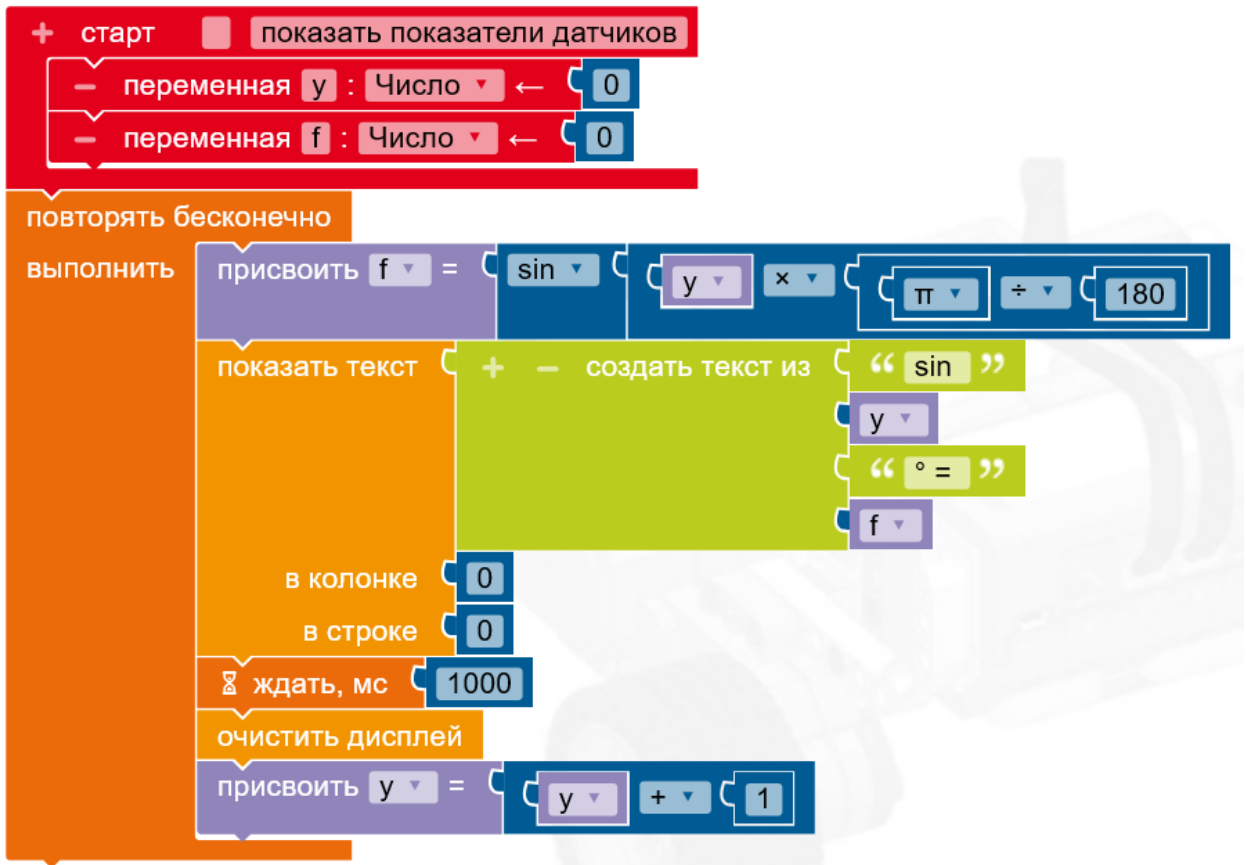 + старт показать показатели датчиков
− переменная y : Число ▾ ← 0
− переменная f : Число ▾ ← 0
повторять бесконечно
выполнить присвоить f ▾ = sin ▾ y ▾ × ▾ π ▾ ÷ ▾ 180
показать текст + − создать текст из “ sin ”
y ▾
“ ° = ”
f ▾
в колонке 0
в строке 0
⌛ ждать, мс 1000
очистить дисплей
присвоить y ▾ = y ▾ + ▾ 1